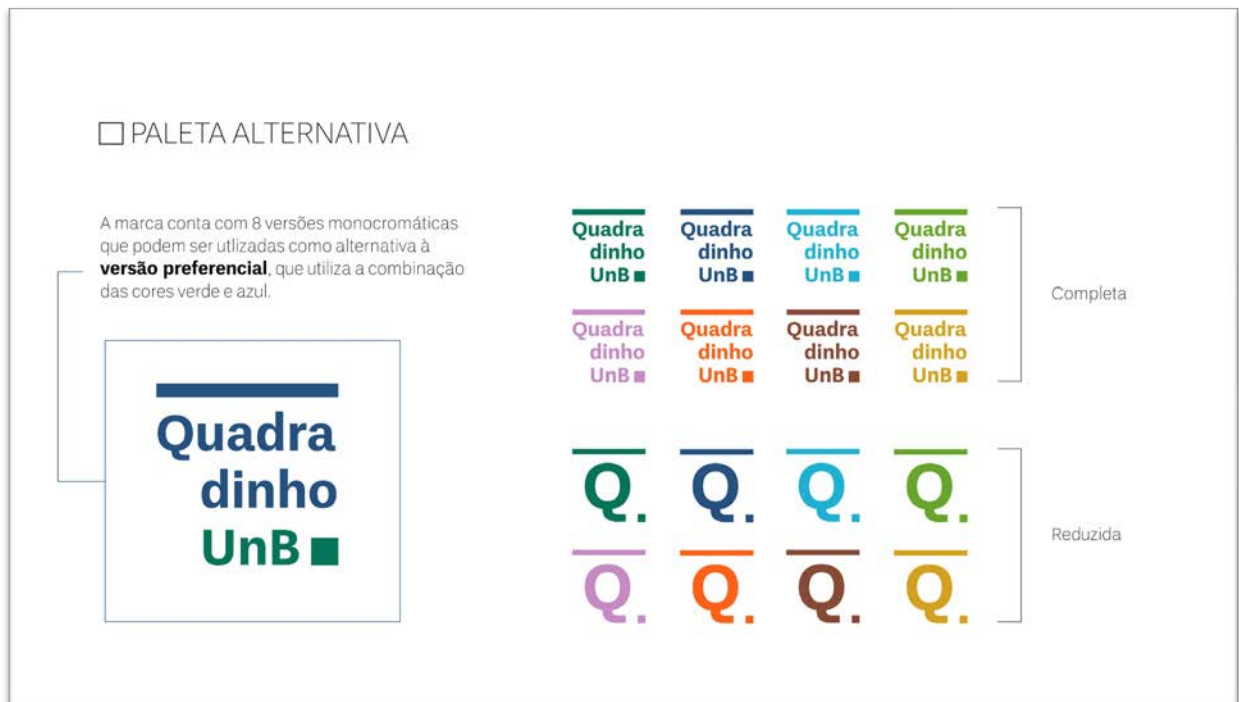 PALETA ALTERNATIVA
A marca conta com 8 versões monocromáticas
que podem ser utlizadas como alternativa à
versão preferencial, que utiliza a combinação
das cores verde e azul.
Quadra
dinho
UnB
Quadra Quadra Quadra Quadra
dinho dinho dinho dinho
UnB UnB UnB UnB
Quadra Quadra Quadra Quadra
dinho dinho dinho dinho
UnB UnB UnB UnB
Completa
Q. Q. Q. Q.
Q. Q. Q. Q.
Reduzida